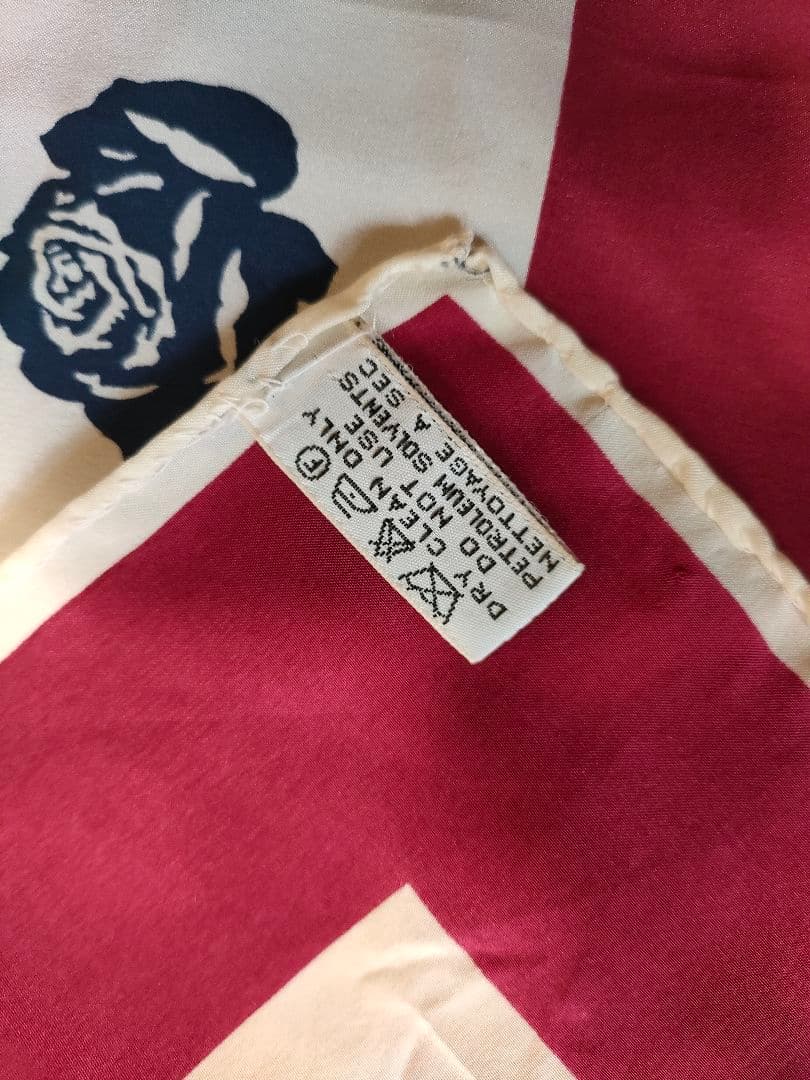 DRY CLEAN ONLY
DO NOT USE
PETROLEUM SOLVENTS
NETTOYAGE A SEC
F